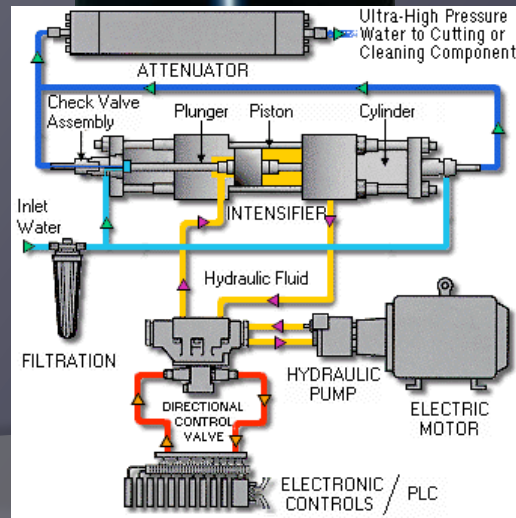 Ultra-High Pressure
Water to Cutting or
Cleaning Component
ATTENUATOR
Check Valve
Assembly
Plunger
Piston
Cylinder
Inlet
Water
INTENSIFIER
Hydraulic Fluid
FILTRATION
HYDRAULIC
PUMP
ELECTRIC
MOTOR
DIRECTIONAL
CONTROL
VALVE
ELECTRONIC
CONTROLS / PLC